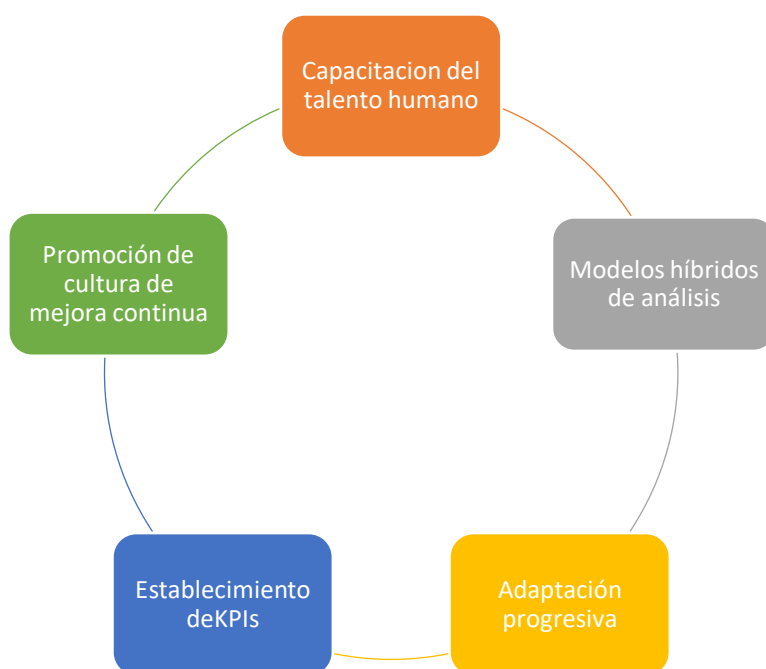 Capacitacion del
talento humano
Modelos híbridos
de análisis
Adaptación
progresiva
Establecimiento
deKPIs
Promoción de
cultura de
mejora continua